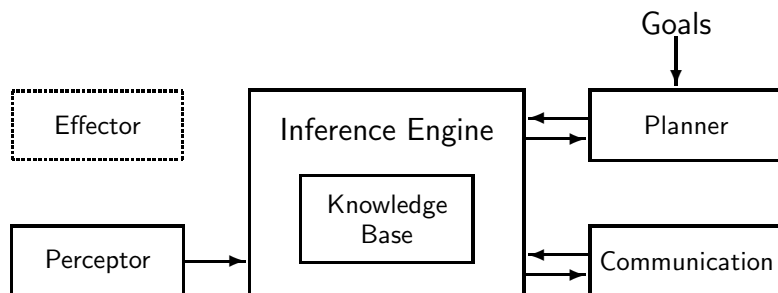 Goals
Effector
Inference Engine
Planner
Knowledge
Base
Perceptor
Communication